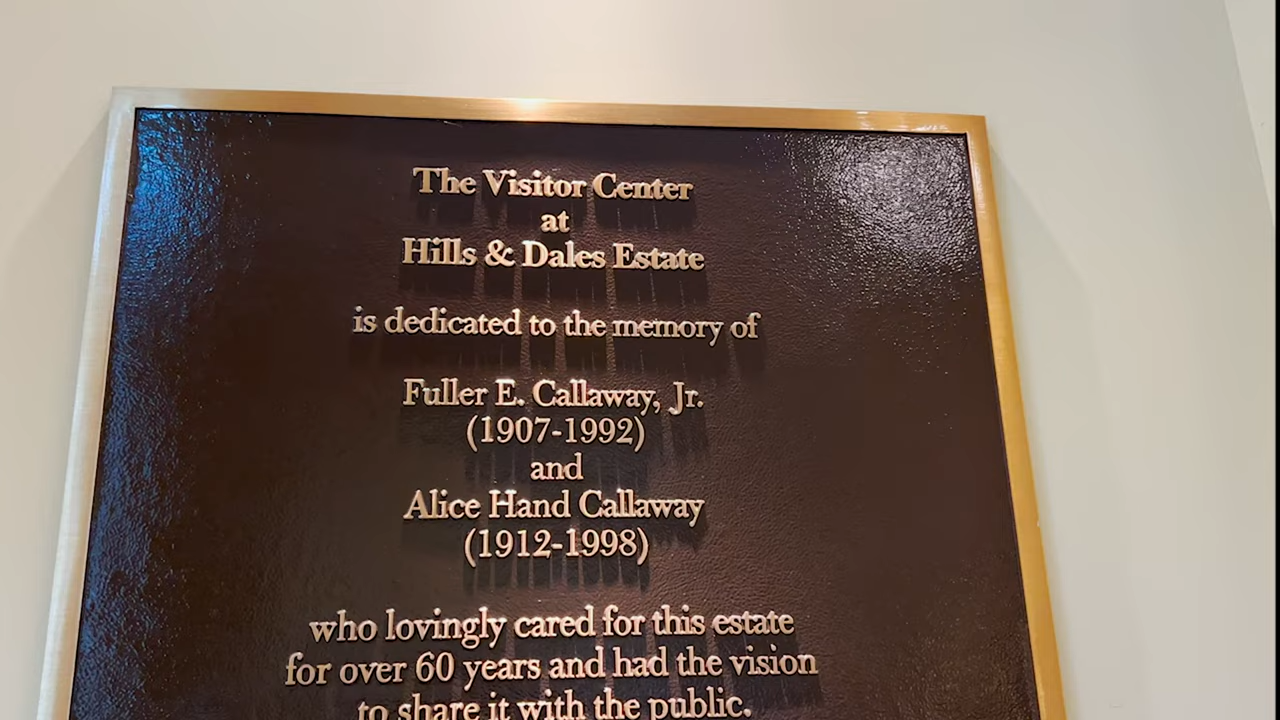 The Visitor Center
at
Hills & Dales Estate
is dedicated to the memory of
Fuller E. Callaway, Jr.
(1907-1992)
and
Alice Hand Callaway
(1912-1998)
who lovingly cared for this estate
for over 60 years and had the vision
to share it with the public.